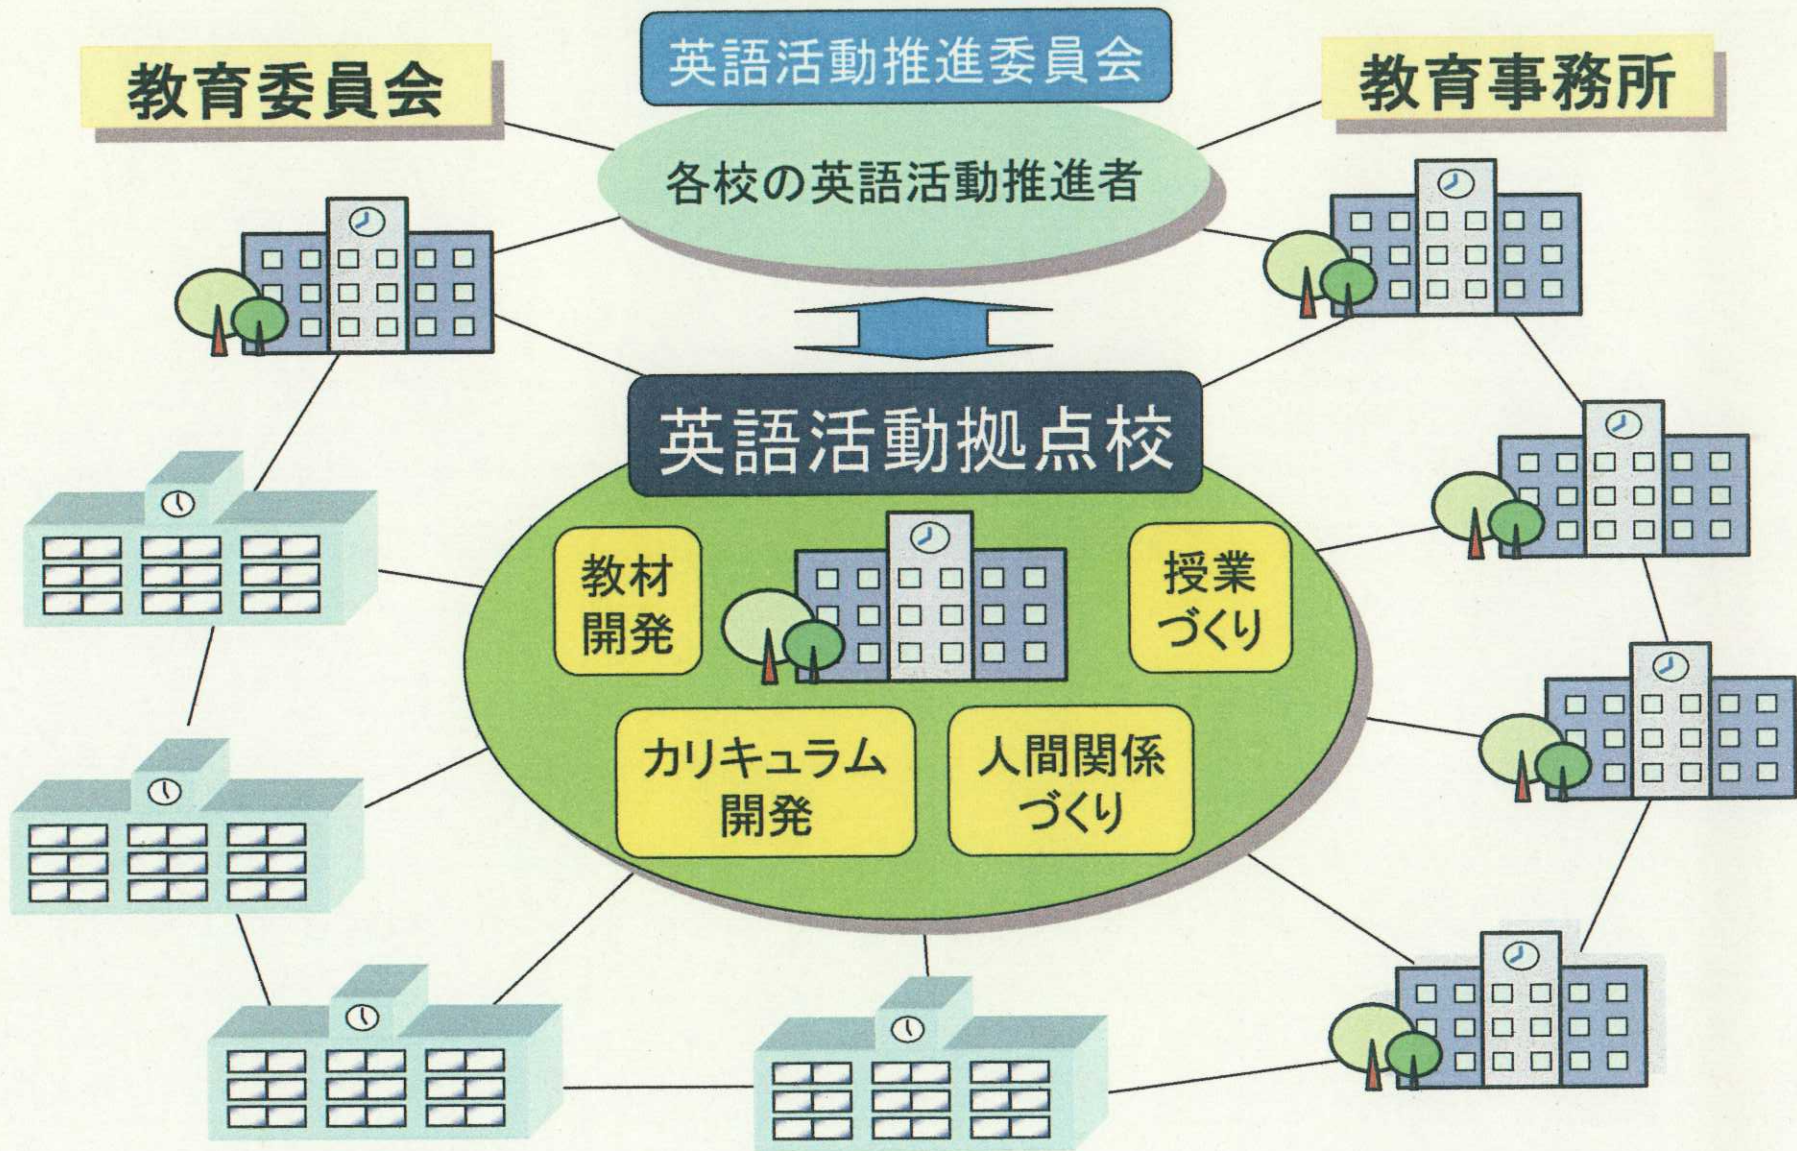 英語活動推進委員会
教育委員会
教育事務所
各校の英語活動推進者
英語活動拠点校
教材
開発
授業
づくり
カリキュラム
開発
人間関係
づくり